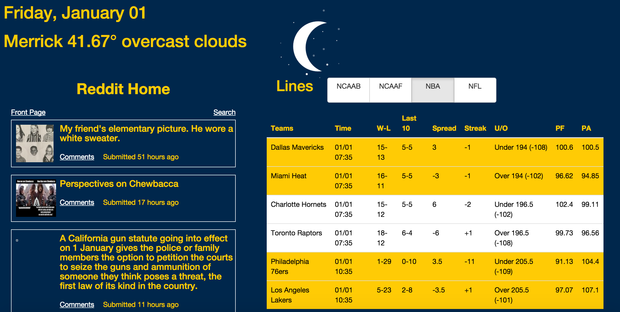 Friday, January 01
Merrick 41.67° overcast clouds
Reddit Home
Front Page Search
My friend's elementary picture. He wore a
white sweater.
Comments Submitted 51 hours ago
Perspectives on Chewbacca
Comments Submitted 17 hours ago
A California gun statute going into effect
on 1 January gives the police or family
members the option to petition the courts
to seize the guns and ammunition of
someone they think poses a threat, the
first law of its kind in the country.
Comments Submitted 11 hours ago
Lines NCAAB NCAAF NBA NFL
Teams Time W-L Last 10 Spread Streak U/O PF PA
Dallas Mavericks 01/01 07:35 15-13 5-5 3 -1 Under 194 (-108) 100.6 100.5
Miami Heat 01/01 07:35 16-11 5-5 -3 -1 Over 194 (-102) 96.62 94.85
Charlotte Hornets 01/01 07:35 15-12 5-5 6 -2 Under 196.5 (-102) 102.4 99.11
Toronto Raptors 01/01 07:35 18-12 6-4 -6 +1 Over 196.5 (-108) 99.73 96.56
Philadelphia 76ers 01/01 10:35 1-29 0-10 3.5 -11 Under 205.5 (-109) 91.13 104.4
Los Angeles Lakers 01/01 10:35 5-23 2-8 -3.5 +1 Over 205.5 (-101) 97.07 107.1